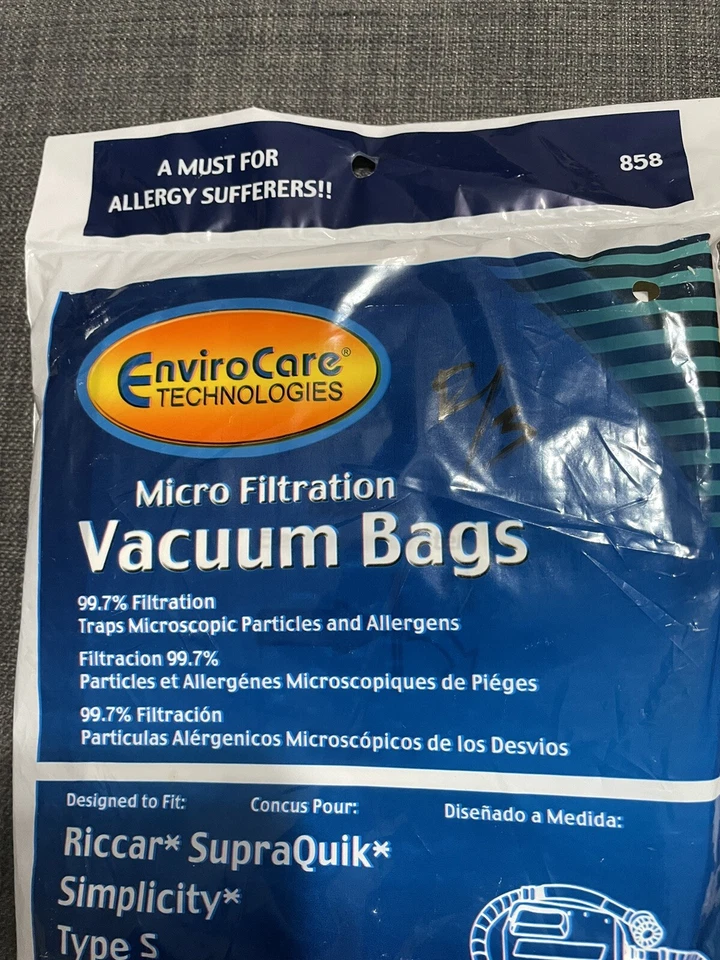 A MUST FOR
ALLERGY SUFFERERS!!
858
EnviroCare®
TECHNOLOGIES
Micro Filtration
Vacuum Bags
99.7% Filtration
Traps Microscopic Particles and Allergens
Filtracion 99.7%
Particles et Allergénes Microscopiques de Piéges
99.7% Filtración
Particulas Alérgenicos Microscópicos de los Desvios
Designed to Fit: Concus Pour: Diseñado a Medida:
Riccar* SupraQuik*
Simplicity*
Type S